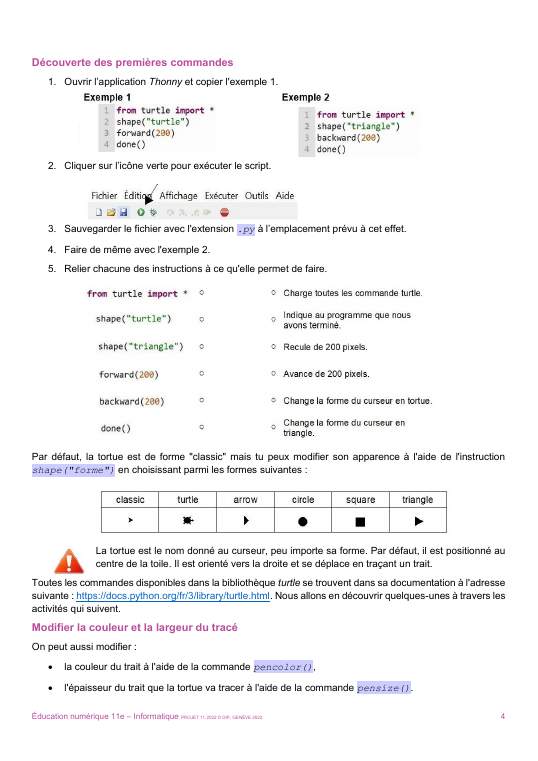 Découverte des premières commandes
1. Ouvrir l'application Thonny et copier l'exemple 1.
Exemple 1
1 from turtle import *
2 shape("turtle")
3 forward(200)
4 done()
Exemple 2
1 from turtle import *
2 shape("triangle")
3 backward(200)
4 done()
2. Cliquer sur l'icône verte pour exécuter le script.
Fichier Édition Affichage Exécuter Outils Aide
3. Sauvegarder le fichier avec l'extension .py à l'emplacement prévu à cet effet.
4. Faire de même avec l'exemple 2.
5. Relier chacune des instructions à ce qu'elle permet de faire.
from turtle import * Charge toutes les commande turtle.
shape("turtle") Indique au programme que nous
avons terminé.
shape("triangle") Recule de 200 pixels.
forward(200) Avance de 200 pixels.
backward(200) Change la forme du curseur en tortue.
done() Change la forme du curseur en
triangle.
Par défaut, la tortue est de forme "classic" mais tu peux modifier son apparence à l'aide de l'instruction
shape("forme") en choisissant parmi les formes suivantes :
classic turtle arrow circle square triangle
La tortue est le nom donné au curseur, peu importe sa forme. Par défaut, il est positionné au
centre de la toile. Il est orienté vers la droite et se déplace en traçant un trait.
Toutes les commandes disponibles dans la bibliothèque turtle se trouvent dans sa documentation à l'adresse
suivante : https://docs.python.org/fr/3/library/turtle.html. Nous allons en découvrir quelques-unes à travers les
activités qui suivent.
Modifier la couleur et la largeur du tracé
On peut aussi modifier :
• la couleur du trait à l'aide de la commande pencolor(),
• l'épaisseur du trait que la tortue va tracer à l'aide de la commande pensize().
Éducation numérique 11e – Informatique PROJET 11.2022 © DIP, GENÈVE 2022 4